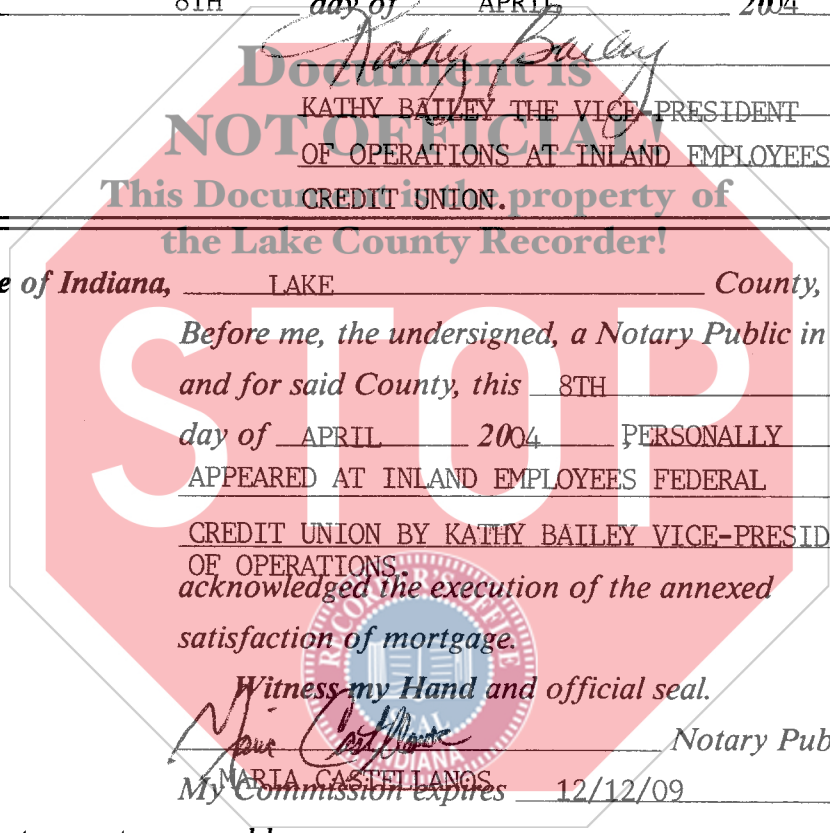 8TH day of APRIL 2004
Kathy Bailey
Document is
KATHY BAILEY THE VICE-PRESIDENT
NOT OFFICIAL!
OF OPERATIONS AT INLAND EMPLOYEES
This Document is the property of
CREDIT UNION.
the Lake County Recorder!
e of Indiana, LAKE County,
STOP
Before me, the undersigned, a Notary Public in
and for said County, this 8TH
day of APRIL 2004 PERSONALLY
APPEARED AT INLAND EMPLOYEES FEDERAL
CREDIT UNION BY KATHY BAILEY VICE-PRESID
OF OPERATIONS.
acknowledged the execution of the annexed
satisfaction of mortgage.
RECORDER'S OFFICE
SEAL
INDIANA
Witness my Hand and official seal.
Notary Pub
MARIA CASTELLANOS
My Commission expires 12/12/09